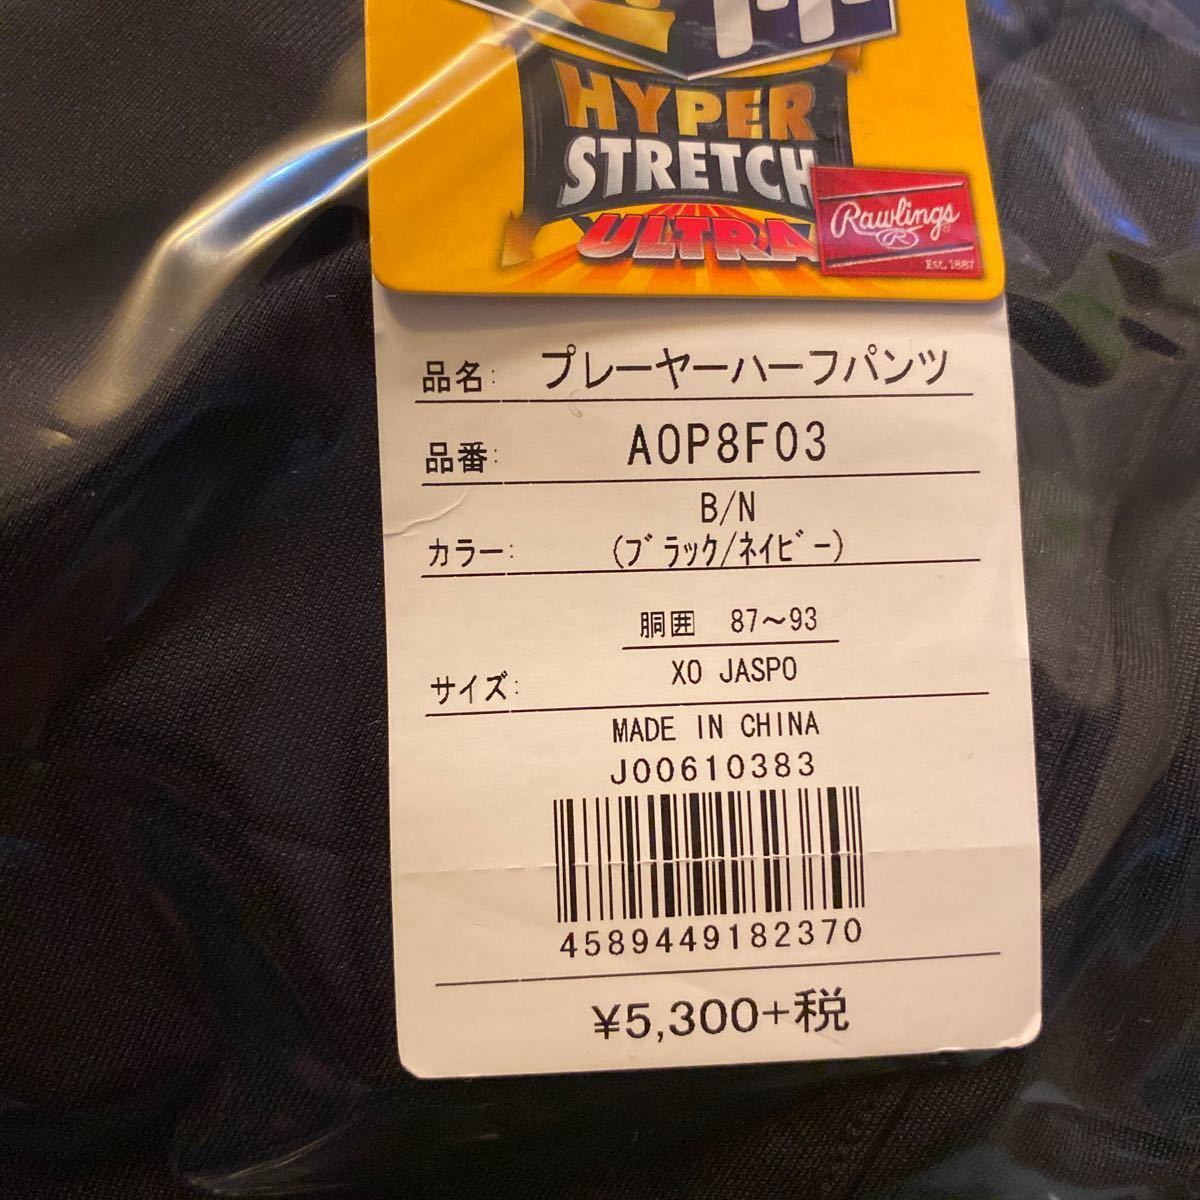 HYPER
STRETCH
ULTRA
Rawlings
R
Est. 1887
品名: プレーヤーハーフパンツ
品番: AOP8F03
B/N
カラー: (ブラック/ネイビー)
胴囲 87～93
サイズ: XO JASPO
MADE IN CHINA
J00610383
4589449182370
¥5,300+税